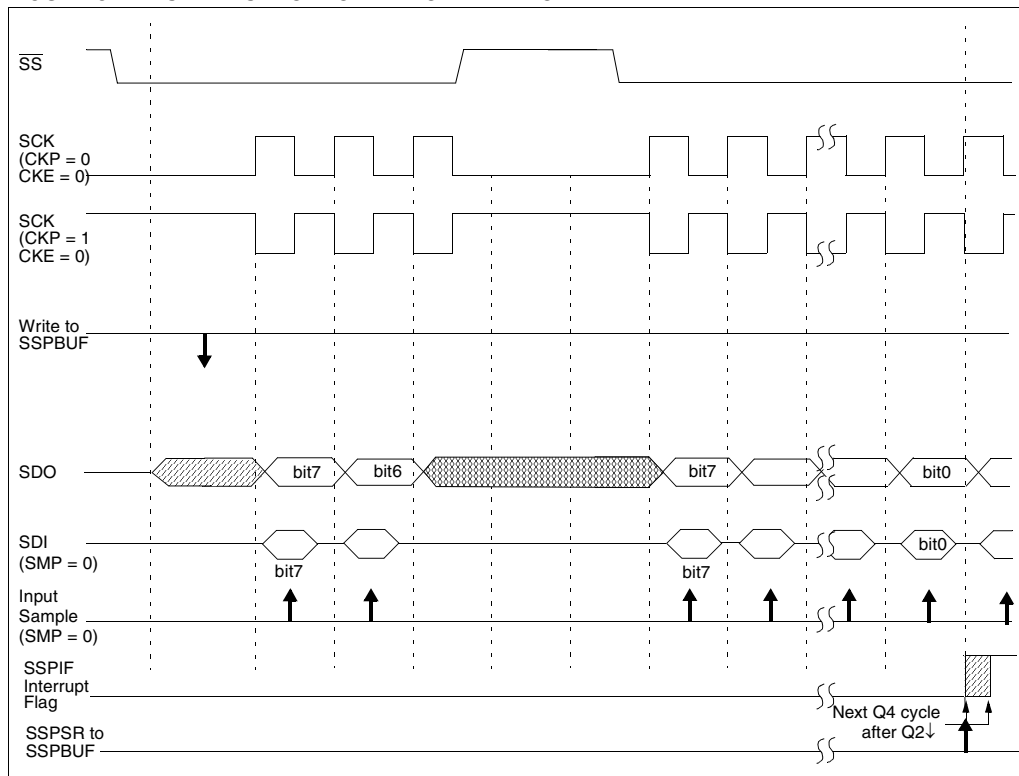 SS
SCK
(CKP = 0
CKE = 0)
SCK
(CKP = 1
CKE = 0)
Write to
SSPBUF
SDO
bit7
bit6
bit7
bit0
SDI
(SMP = 0)
bit7
bit7
bit0
Input
Sample
(SMP = 0)
SSPIF
Interrupt
Flag
Next Q4 cycle
after Q2↓
SSPSR to
SSPBUF